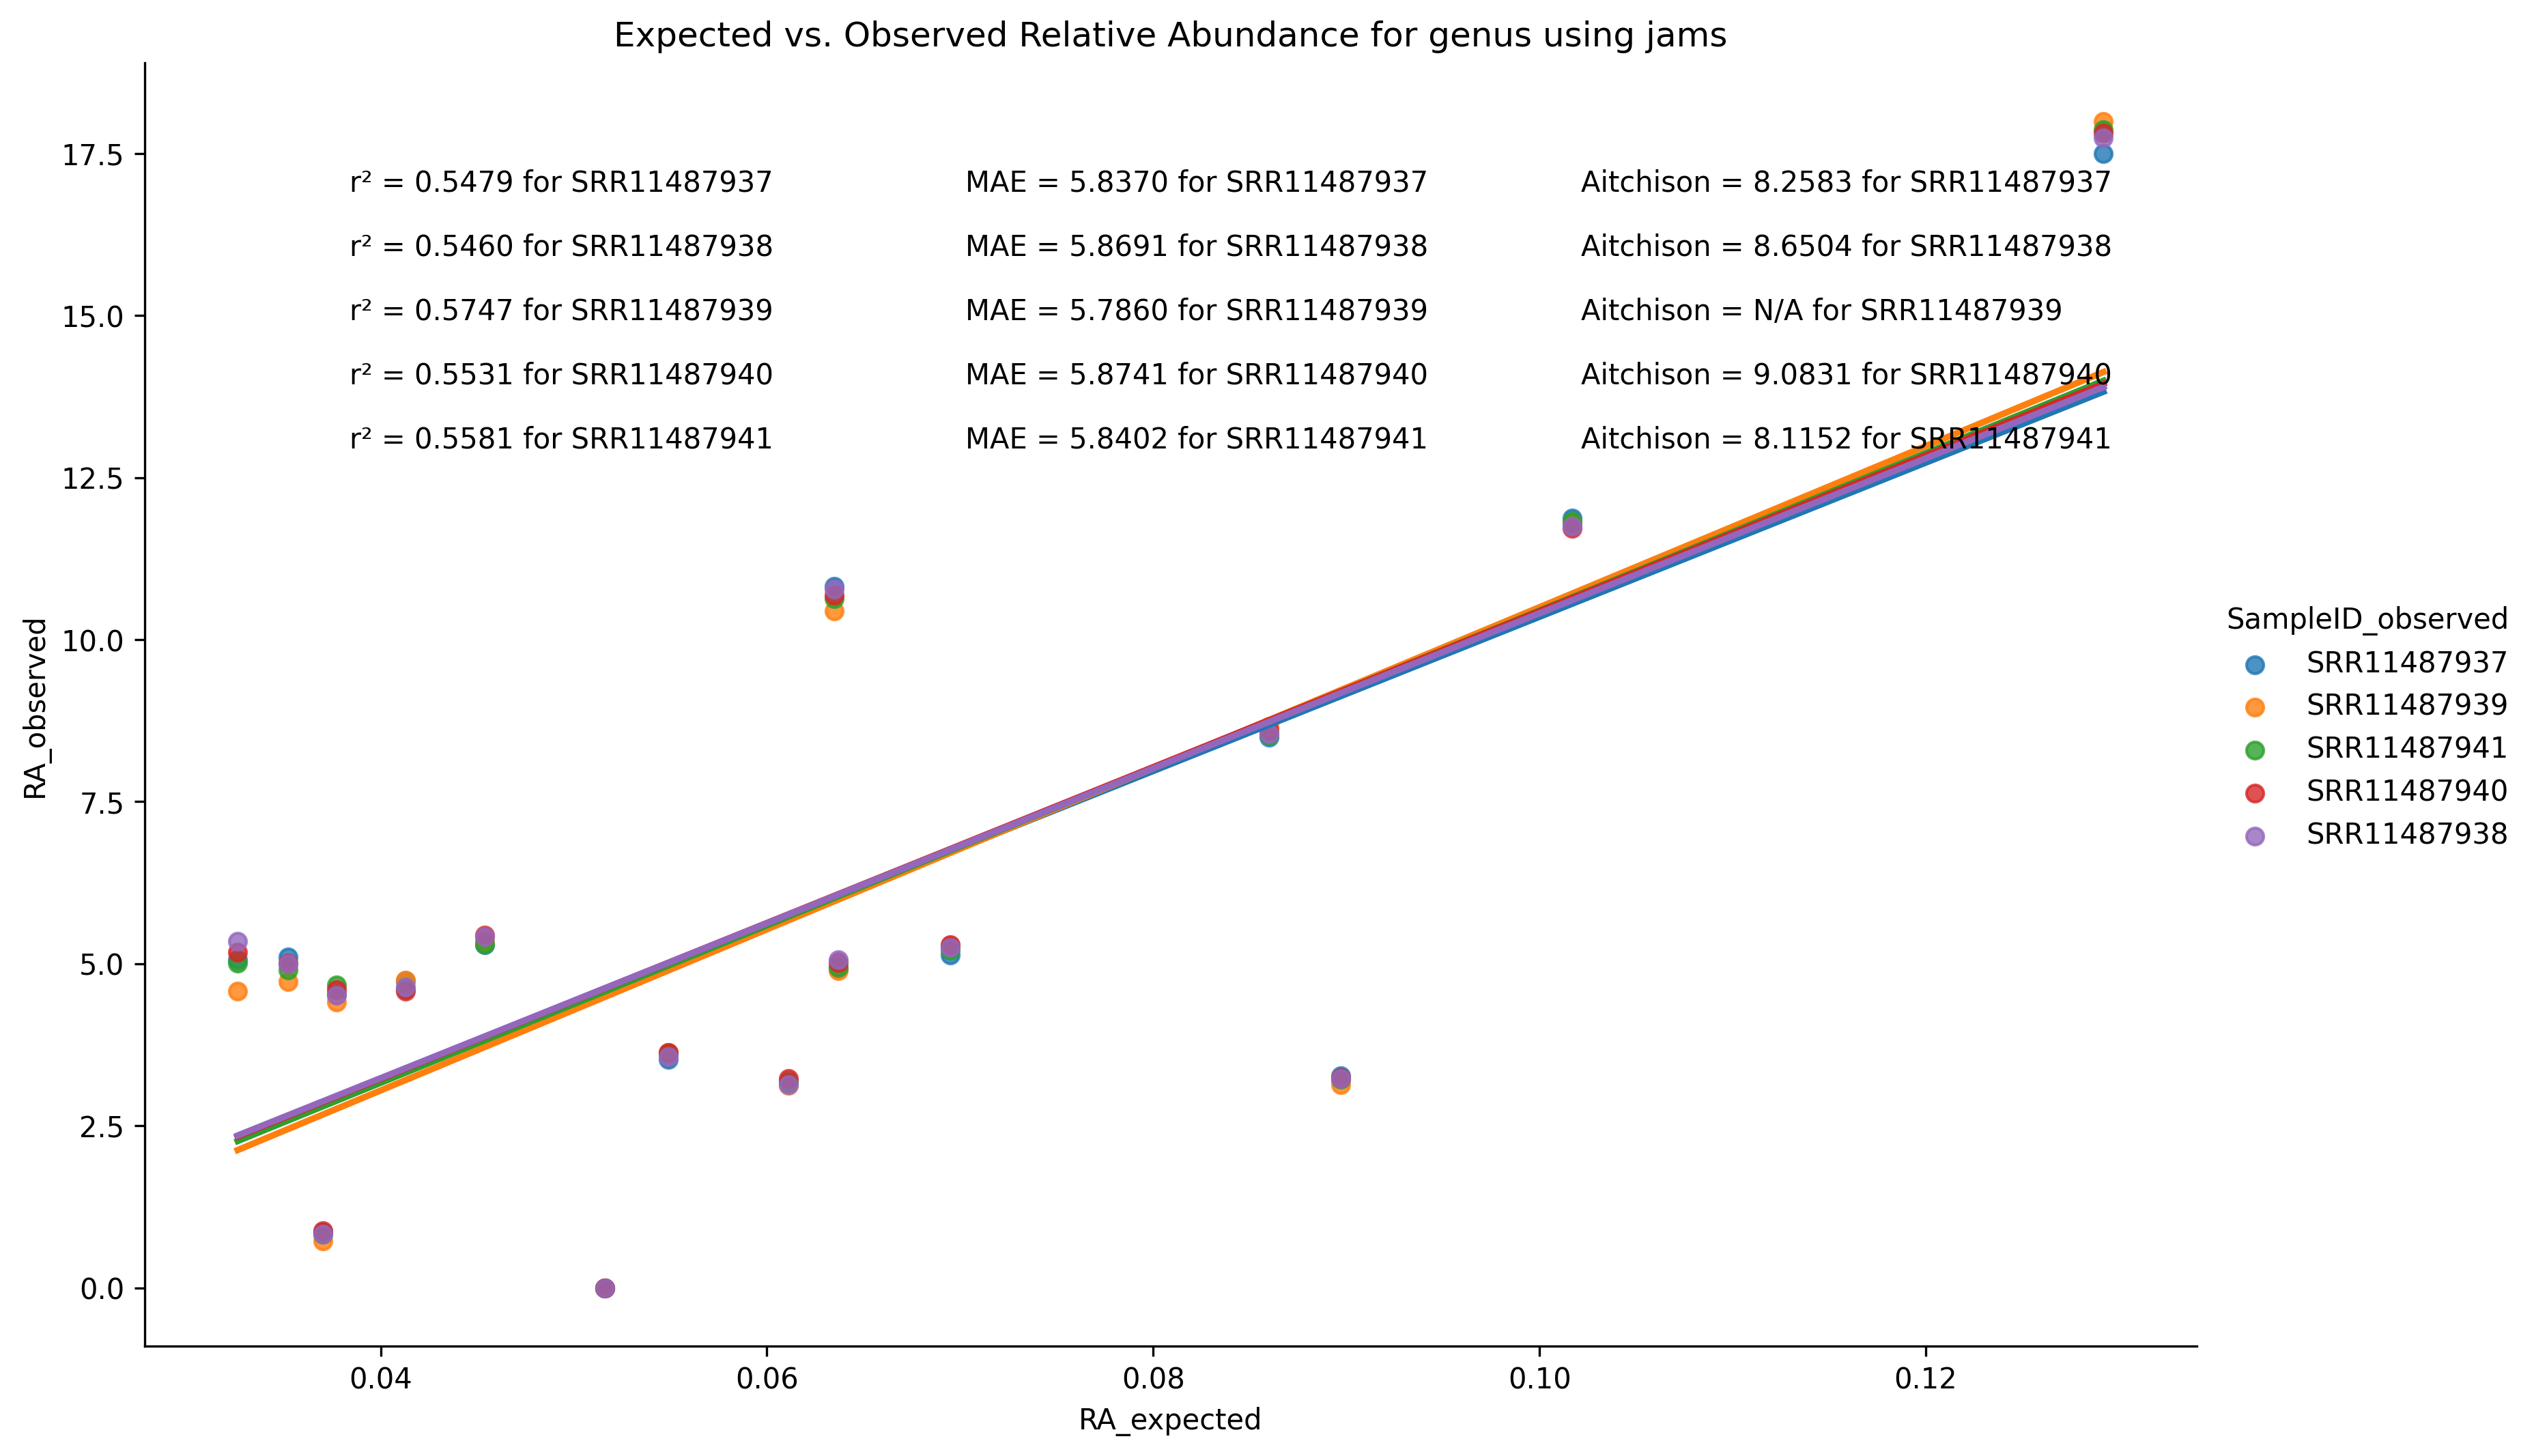 Expected vs. Observed Relative Abundance for genus using jams
r² = 0.5479 for SRR11487937 MAE = 5.8370 for SRR11487937 Aitchison = 8.2583 for SRR11487937
r² = 0.5460 for SRR11487938 MAE = 5.8691 for SRR11487938 Aitchison = 8.6504 for SRR11487938
r² = 0.5747 for SRR11487939 MAE = 5.7860 for SRR11487939 Aitchison = N/A for SRR11487939
r² = 0.5531 for SRR11487940 MAE = 5.8741 for SRR11487940 Aitchison = 9.0831 for SRR11487940
r² = 0.5581 for SRR11487941 MAE = 5.8402 for SRR11487941 Aitchison = 8.1152 for SRR11487941
RA_observed
17.5
15.0
12.5
10.0
7.5
5.0
2.5
0.0
0.04 0.06 0.08 0.10 0.12
RA_expected
SampleID_observed
SRR11487937
SRR11487939
SRR11487941
SRR11487940
SRR11487938